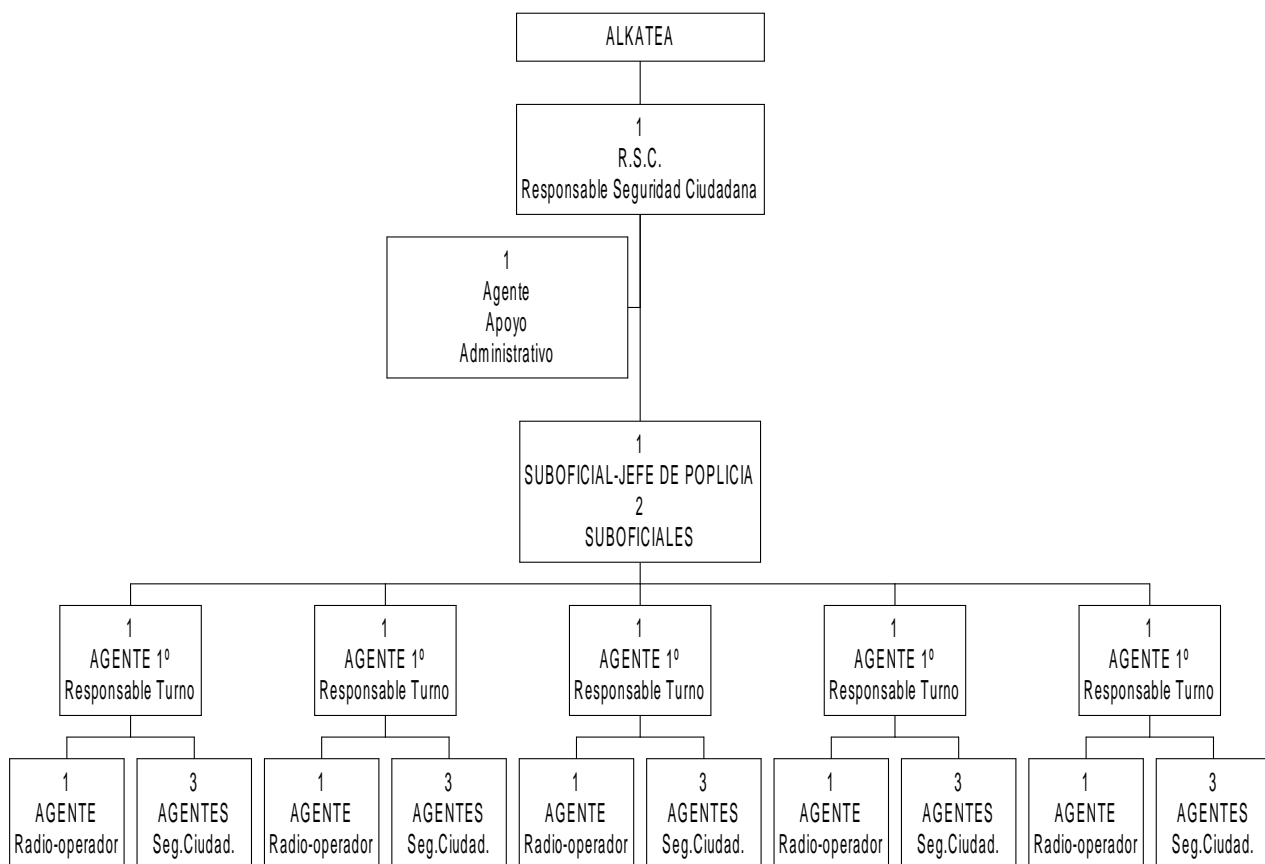 ALKATEA
1
R.S.C.
Responsable Seguridad Ciudadana
1
Agente
Apoyo
Administrativo
1
SUBOFICIAL-JEFE DE POPLICIA
2
SUBOFICIALES
1
AGENTE 1º
Responsable Turno
1
AGENTE 1º
Responsable Turno
1
AGENTE 1º
Responsable Turno
1
AGENTE 1º
Responsable Turno
1
AGENTE 1º
Responsable Turno
1
AGENTE
Radio-operador
3
AGENTES
Seg.Ciudad.
1
AGENTE
Radio-operador
3
AGENTES
Seg.Ciudad.
1
AGENTE
Radio-operador
3
AGENTES
Seg.Ciudad.
1
AGENTE
Radio-operador
3
AGENTES
Seg.Ciudad.
1
AGENTE
Radio-operador
3
AGENTES
Seg.Ciudad.